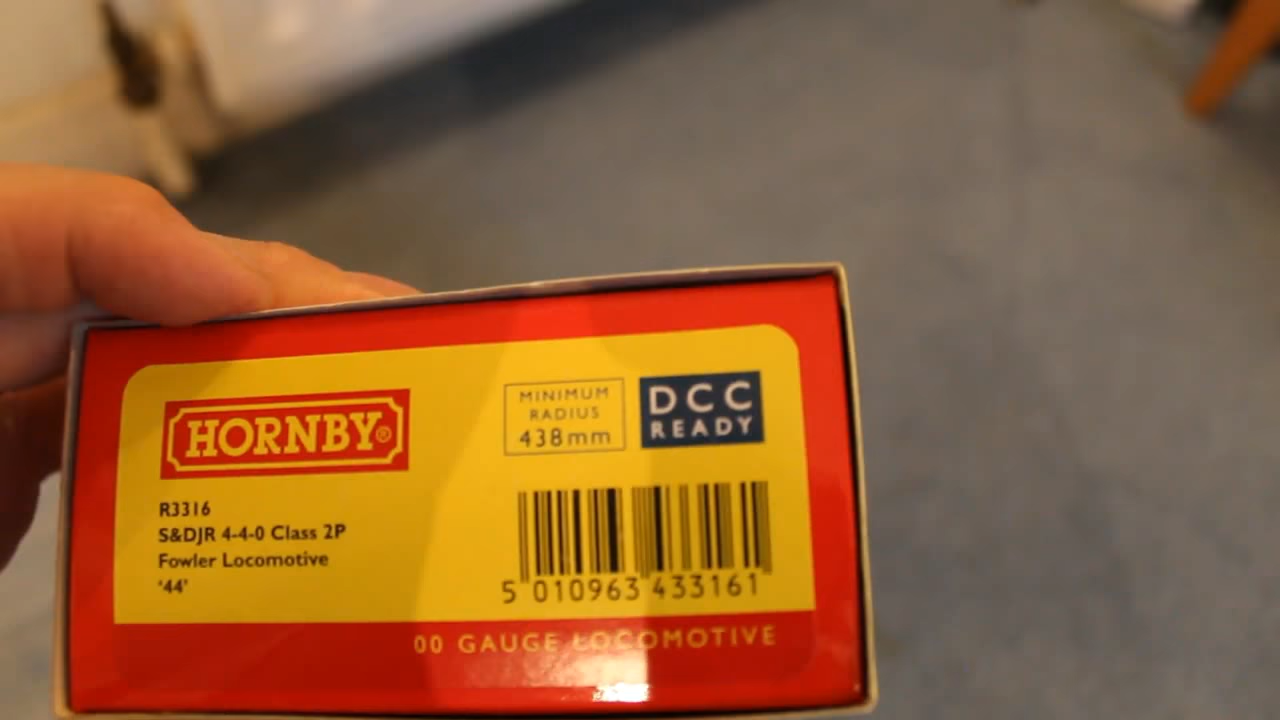 HORNBY®
MINIMUM
RADIUS
438mm
DCC
READY
R3316
S&DJR 4-4-0 Class 2P
Fowler Locomotive
'44'
5 010963 433161
00 GAUGE LOCOMOTIVE